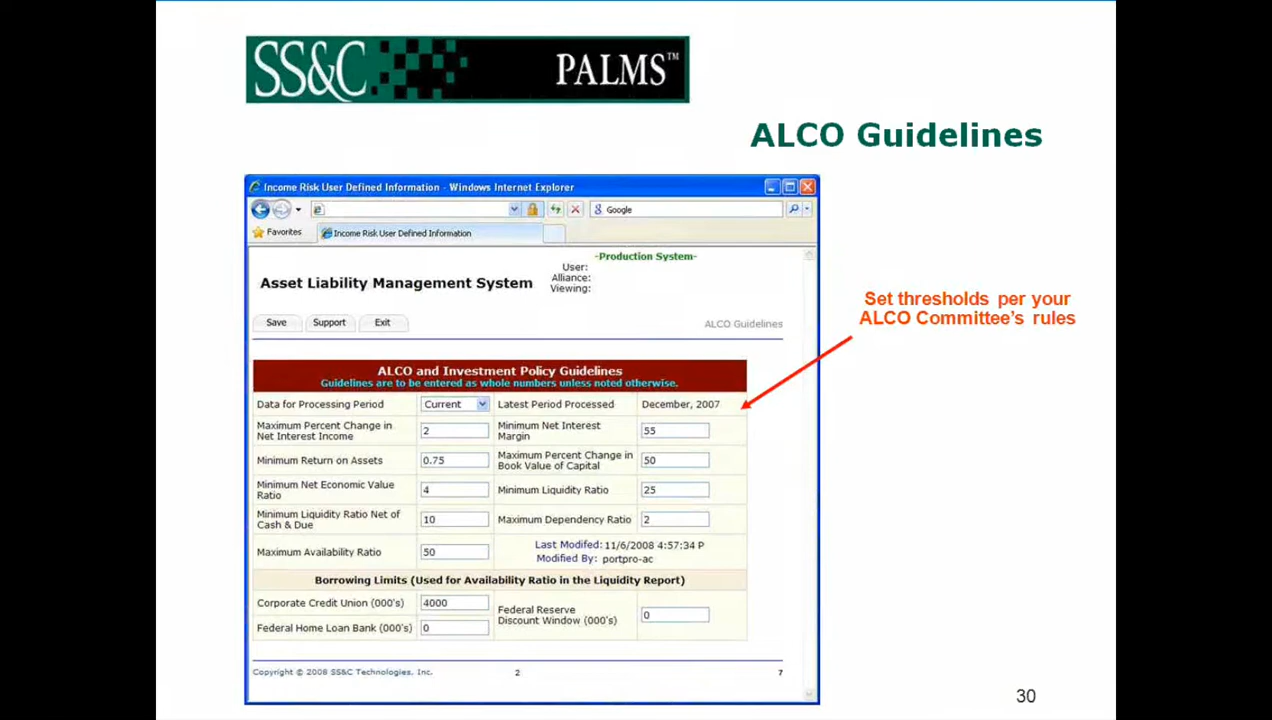 SS&C PALMS™
ALCO Guidelines
Income Risk User Defined Information - Windows Internet Explorer
Google
Favorites
Income Risk User Defined Information
-Production System-
User:
Asset Liability Management System
Alliance:
Viewing:
Save Support Exit
ALCO Guidelines
Set thresholds per your
ALCO Committee's rules
ALCO and Investment Policy Guidelines
Guidelines are to be entered as whole numbers unless noted otherwise.
Data for Processing Period Current Latest Period Processed December, 2007
Maximum Percent Change in
Net Interest Income
2
Minimum Net Interest
Margin
55
Minimum Return on Assets
0.75
Maximum Percent Change in
Book Value of Capital
50
Minimum Net Economic Value
Ratio
4
Minimum Liquidity Ratio
25
Minimum Liquidity Ratio Net of
Cash & Due
10
Maximum Dependency Ratio
2
Maximum Availability Ratio
50
Last Modifed: 11/6/2008 4:57:34 P
Modified By: portpro-ac
Borrowing Limits (Used for Availability Ratio in the Liquidity Report)
Corporate Credit Union (000's)
4000
Federal Reserve
Discount Window (000's)
0
Federal Home Loan Bank (000's)
0
Copyright © 2008 SS&C Technologies, Inc. 2 7
30